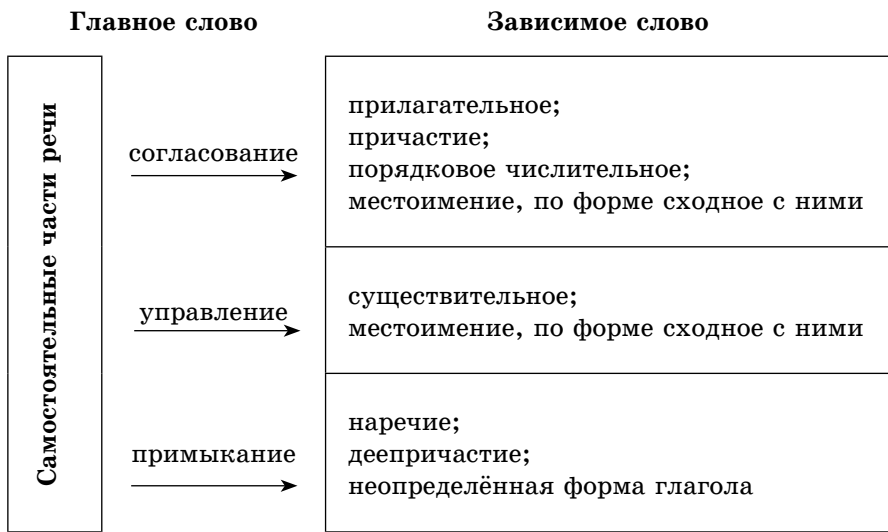 Главное слово
Зависимое слово
Самостоятельные части речи
согласование
прилагательное;
причастие;
порядковое числительное;
местоимение, по форме сходное с ними
управление
существительное;
местоимение, по форме сходное с ними
примыкание
наречие;
деепричастие;
неопределённая форма глагола